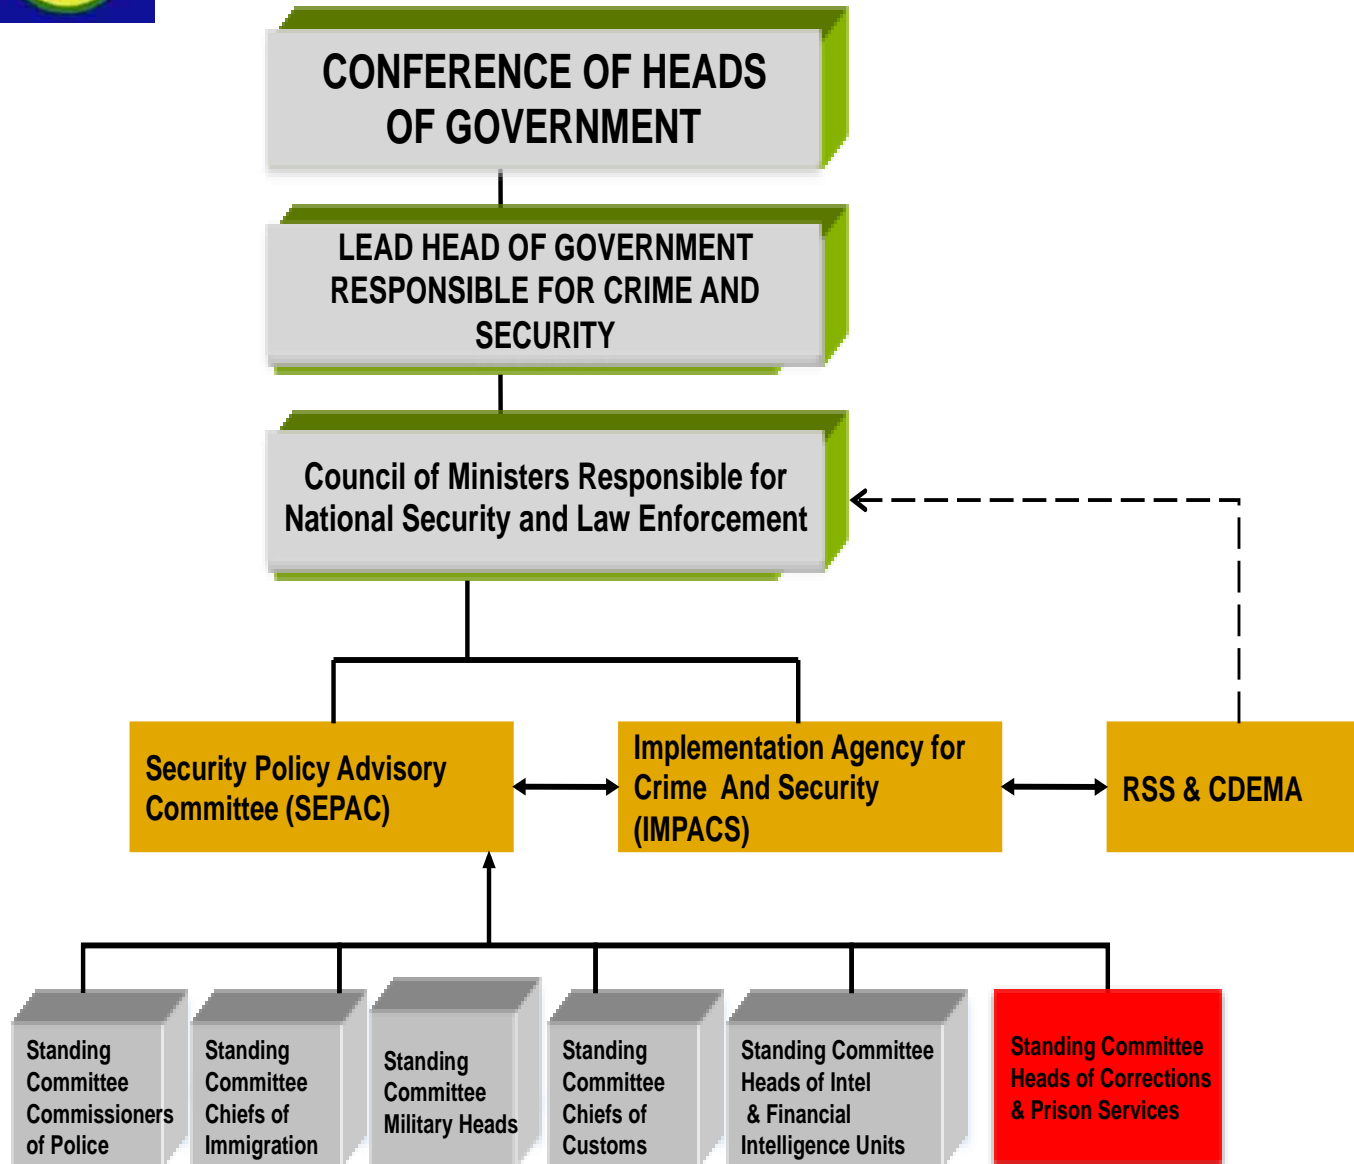 CONFERENCE OF HEADS
OF GOVERNMENT
LEAD HEAD OF GOVERNMENT
RESPONSIBLE FOR CRIME AND
SECURITY
Council of Ministers Responsible for
National Security and Law Enforcement
Security Policy Advisory
Committee (SEPAC)
Implementation Agency for
Crime And Security
(IMPACS)
RSS & CDEMA
Standing
Committee
Commissioners
of Police
Standing
Committee
Chiefs of
Immigration
Standing
Committee
Military Heads
Standing
Committee
Chiefs of
Customs
Standing Committee
Heads of Intel
& Financial
Intelligence Units
Standing Committee
Heads of Corrections
& Prison Services